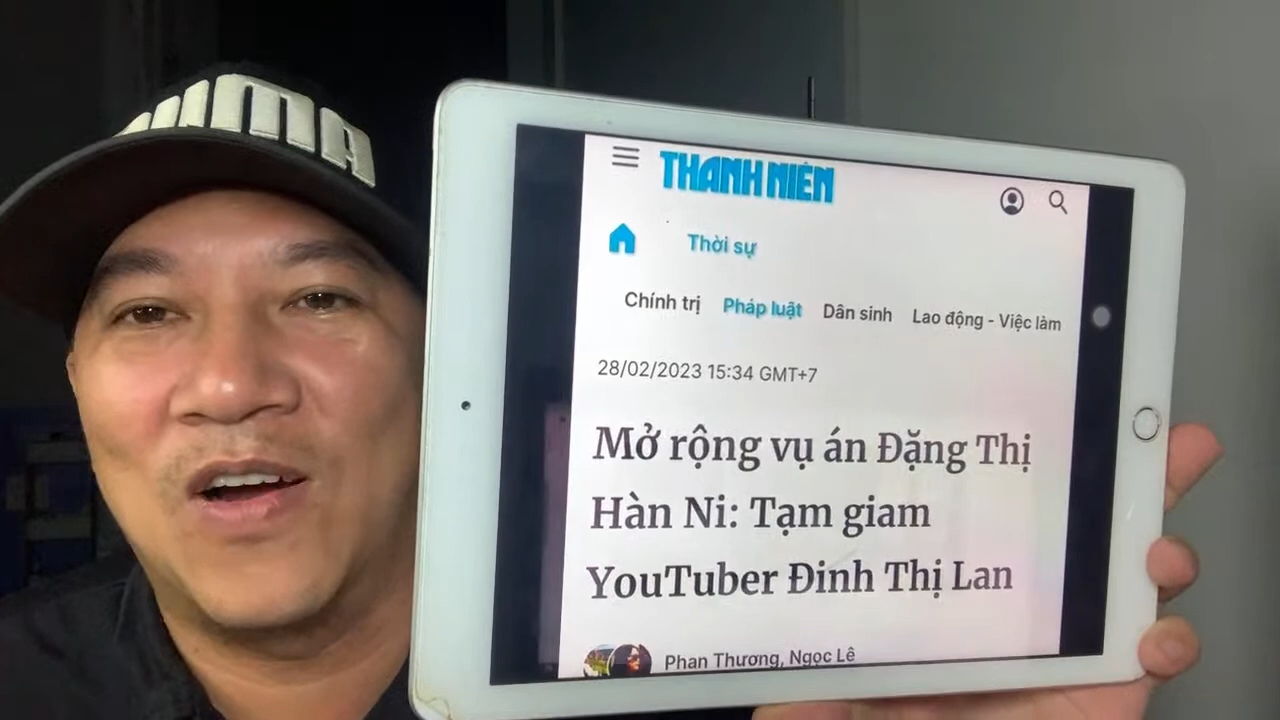 PUMA
THANH NIÊN
Thời sự
Chính trị Pháp luật Dân sinh Lao động - Việc làm
28/02/2023 15:34 GMT+7
Mở rộng vụ án Đặng Thị
Hàn Ni: Tạm giam
YouTuber Đinh Thị Lan
Phan Thương, Ngọc Lê